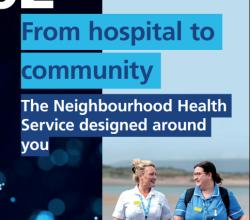 From hospital to
community
The Neighbourhood Health
Service designed around
you